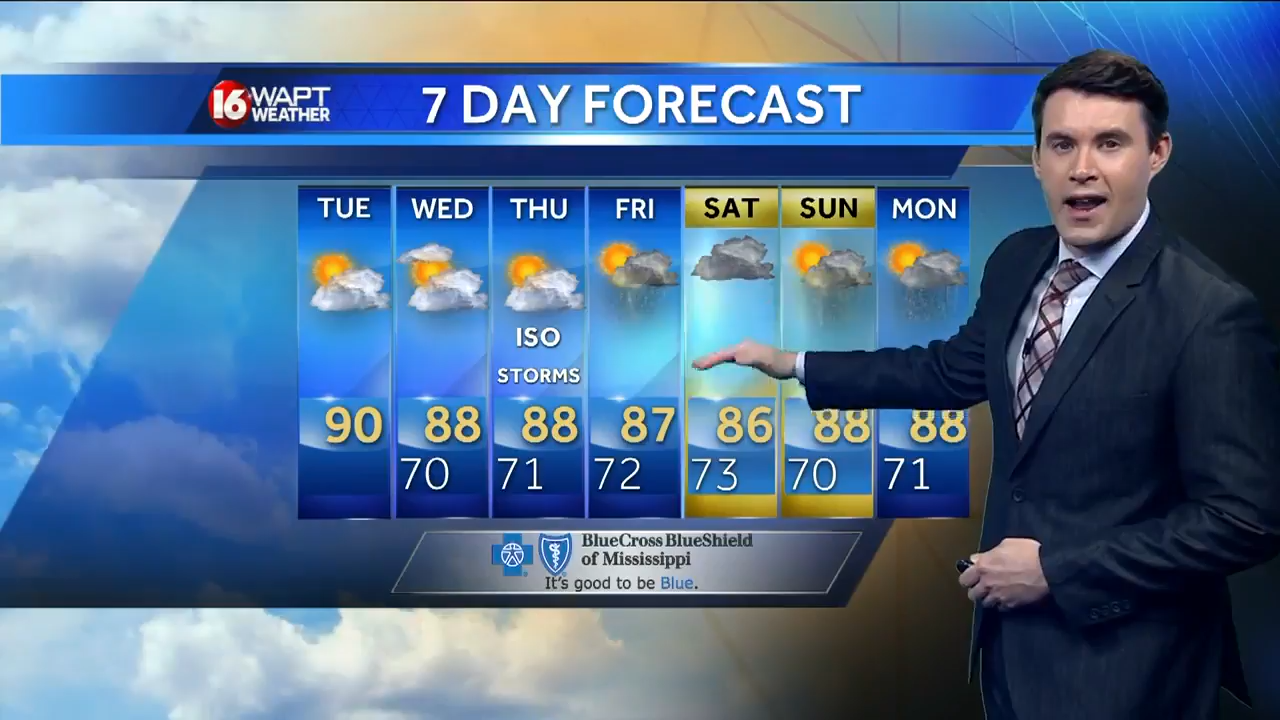 16 WAPT
WEATHER
7 DAY FORECAST
TUE WED THU FRI SAT SUN MON
ISO
STORMS
90 88 88 87 86 88 88
70 71 72 73 70 71
BlueCross BlueShield
of Mississippi
It's good to be Blue.